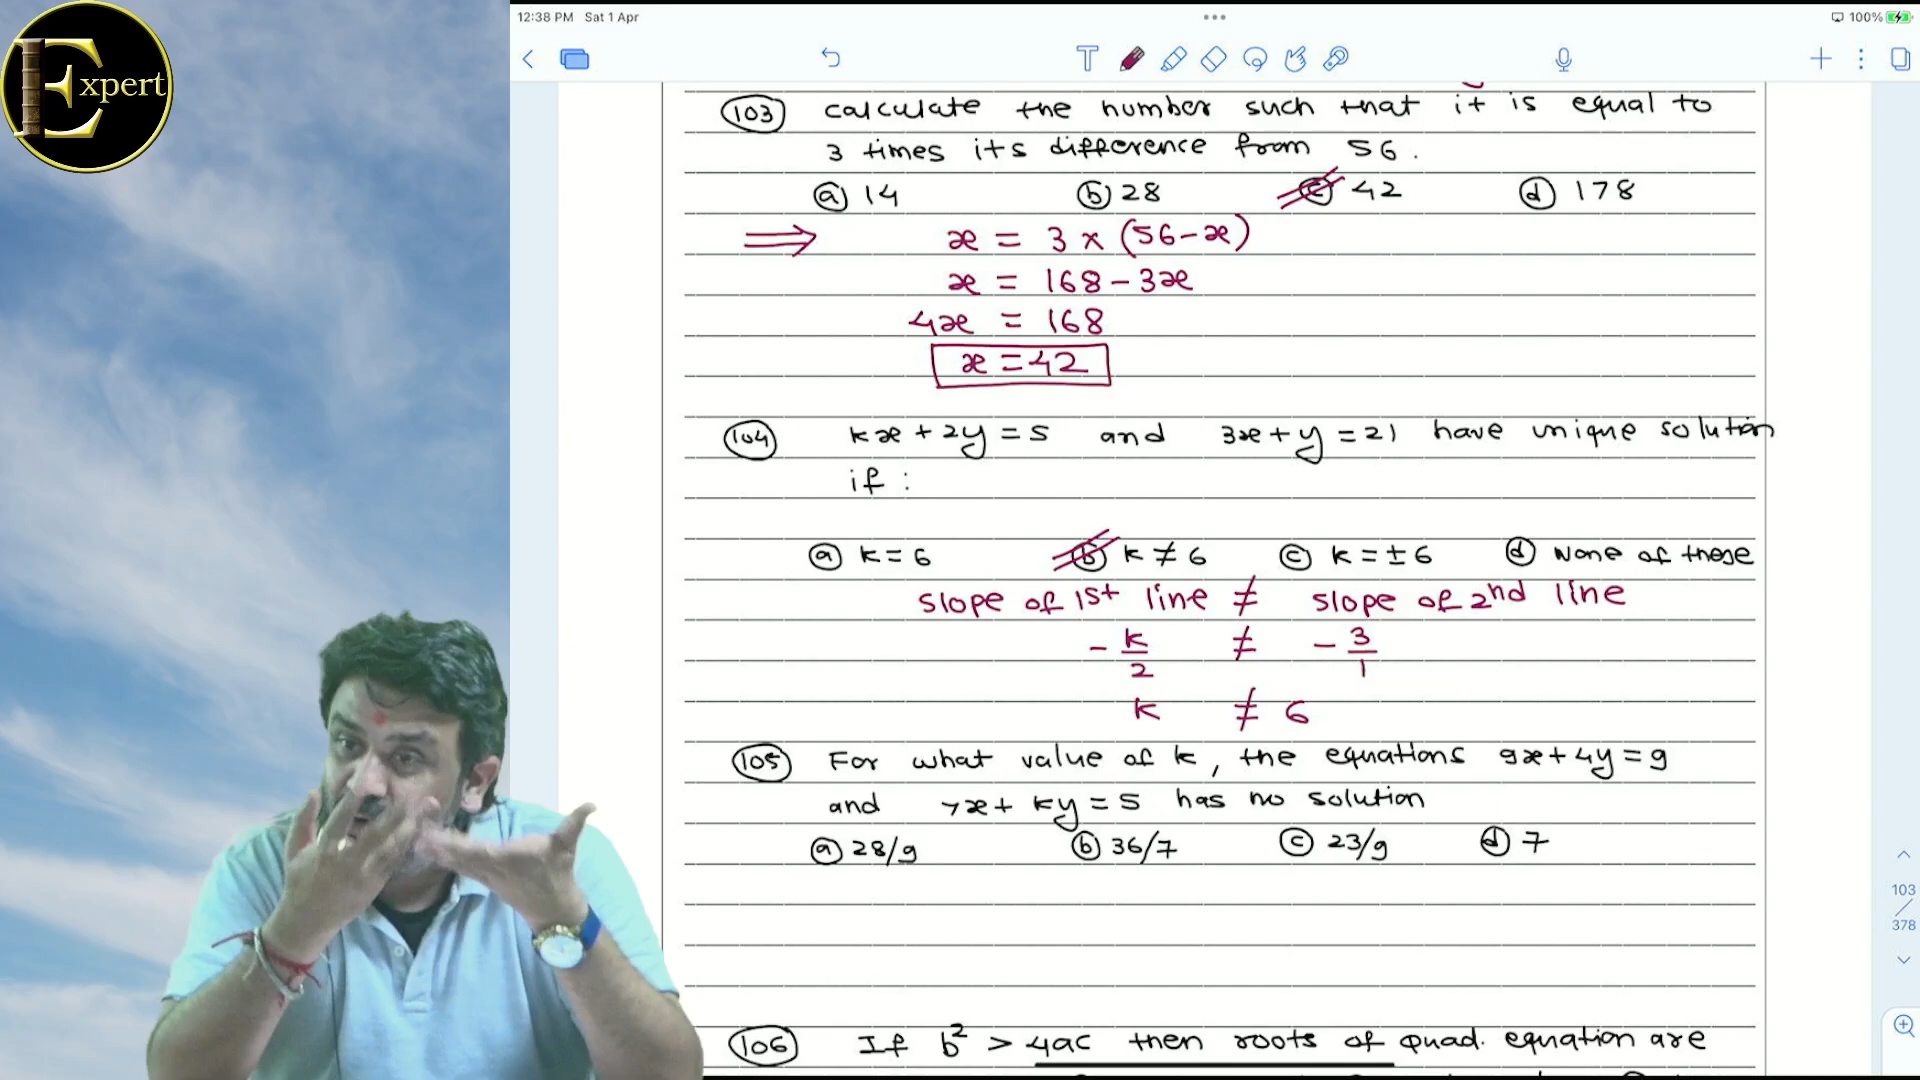 Expert
12:38 PM Sat 1 Apr
100%
T
103 calculate the number such that it is equal to
3 times its difference from 56.
a 14 b 28 c 42 d 178
⟹ x = 3 × (56 - x)
x = 168 - 3x
4x = 168
x = 42
104 kx + 2y = 5 and 3x + y = 21 have unique solution
if :
a k = 6 b k ≠ 6 c k = ± 6 d None of these
slope of 1st line ≠ slope of 2nd line
- k/2 ≠ - 3/1
k ≠ 6
105 For what value of k, the equations 9x + 4y = 9
and 7x + ky = 5 has no solution
a 28/9 b 36/7 c 23/9 d 7
103
378
106 If b² > 4ac then roots of quad. equation are